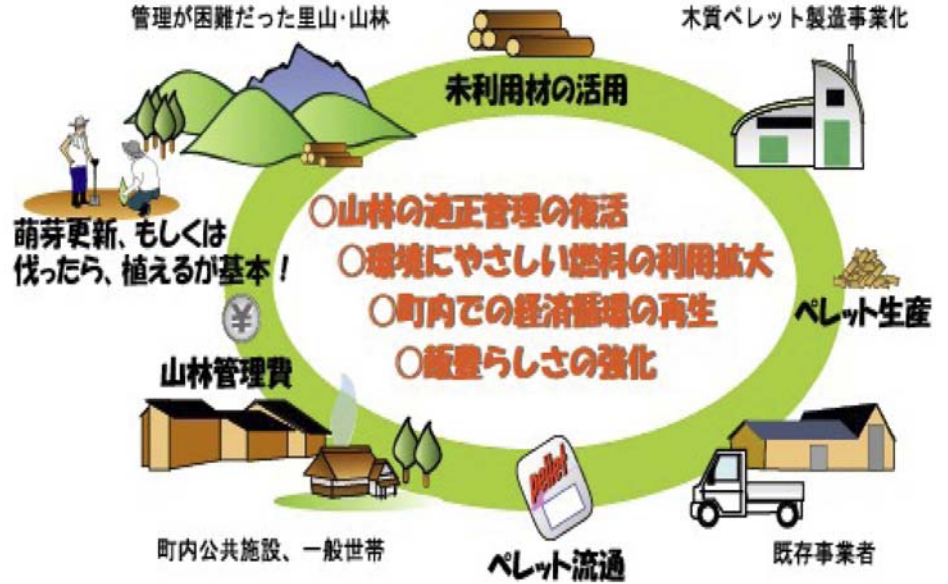 管理が困難だった里山・山林
木質ペレット製造事業化
未利用材の活用
萌芽更新、もしくは
伐ったら、植えるが基本！
○山林の適正管理の復活
○環境にやさしい燃料の利用拡大
○町内での経済循環の再生
○飯豊らしさの強化
ペレット生産
¥
山林管理費
pellet
町内公共施設、一般世帯
ペレット流通
既存事業者